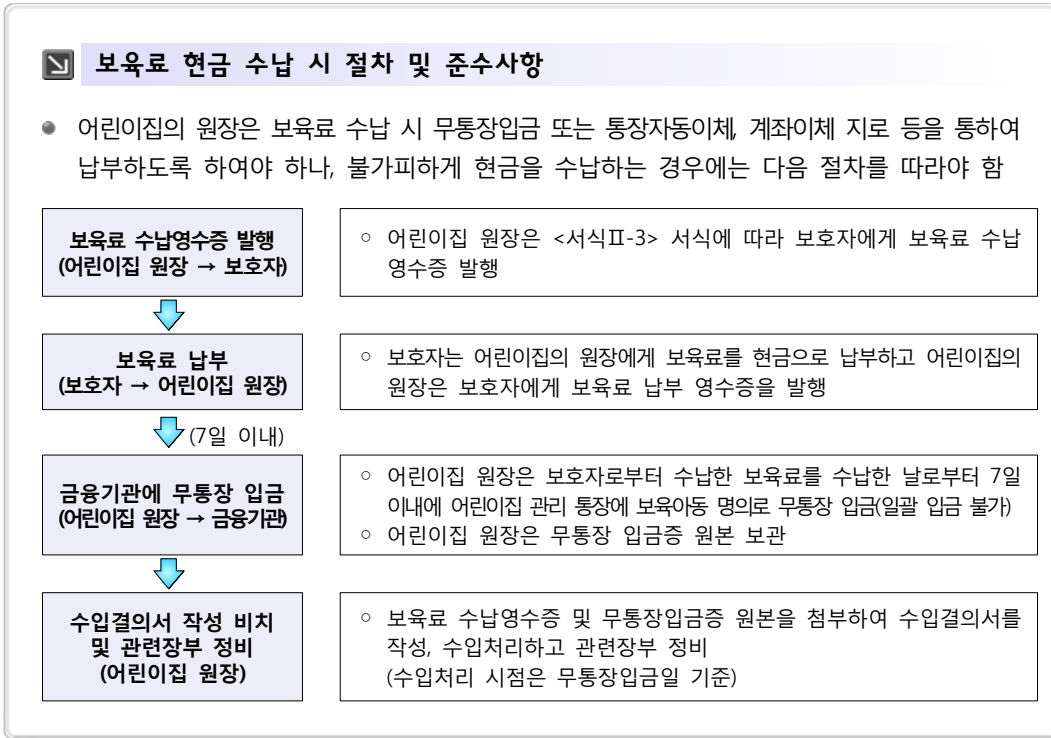 보육료 현금 수납 시 절차 및 준수사항
어린이집의 원장은 보육료 수납 시 무통장입금 또는 통장자동이체, 계좌이체 지로 등을 통하여
납부하도록 하여야 하나, 불가피하게 현금을 수납하는 경우에는 다음 절차를 따라야 함
보육료 수납영수증 발행
(어린이집 원장 → 보호자)
○ 어린이집 원장은 <서식Ⅱ-3> 서식에 따라 보호자에게 보육료 수납
영수증 발행
보육료 납부
(보호자 → 어린이집 원장)
○ 보호자는 어린이집의 원장에게 보육료를 현금으로 납부하고 어린이집의
원장은 보호자에게 보육료 납부 영수증을 발행
(7일 이내)
금융기관에 무통장 입금
(어린이집 원장 → 금융기관)
○ 어린이집 원장은 보호자로부터 수납한 보육료를 수납한 날로부터 7일
이내에 어린이집 관리 통장에 보육아동 명의로 무통장 입금(일괄 입금 불가)
○ 어린이집 원장은 무통장 입금증 원본 보관
수입결의서 작성 비치
및 관련장부 정비
(어린이집 원장)
○ 보육료 수납영수증 및 무통장입금증 원본을 첨부하여 수입결의서를
작성, 수입처리하고 관련장부 정비
(수입처리 시점은 무통장입금일 기준)